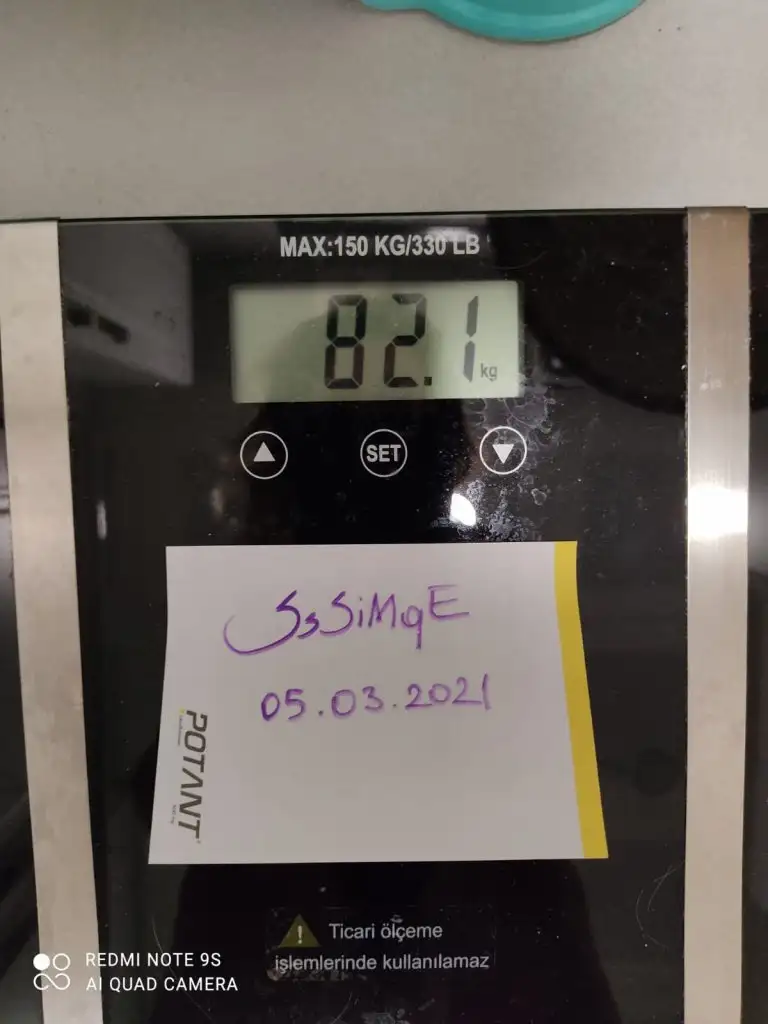 MAX:150 KG/330 LB
82.1 kg
SET
SsSiMqE
05.03.2021
POTANT
Ticari ölçeme
işlemlerinde kullanılamaz
REDMI NOTE 9S
AI QUAD CAMERA